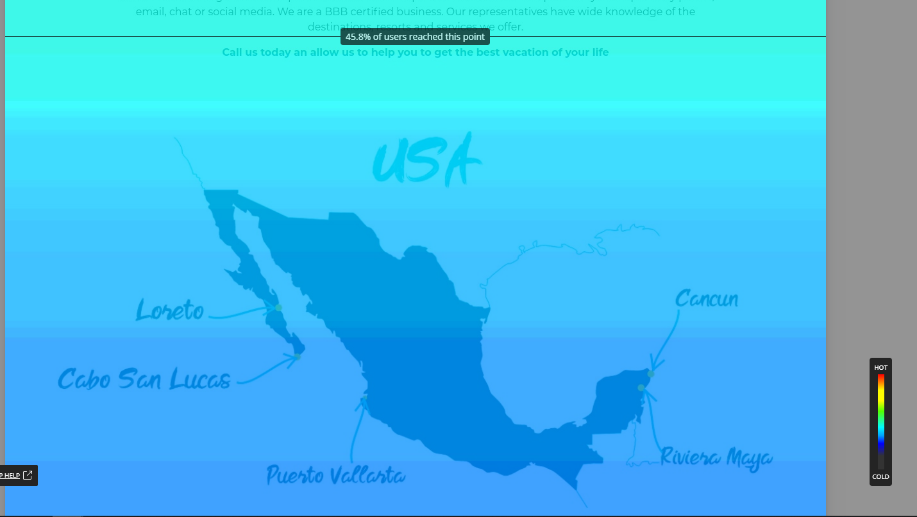 email, chat or social media. We are a BBB certified business. Our representatives have wide knowledge of the
destinations, resorts and services we offer.
45.8% of users reached this point
Call us today an allow us to help you to get the best vacation of your life
USA
Loreto
Cancun
Cabo San Lucas
Puerto Vallarta
Riviera Maya
HOT
COLD
P HELP